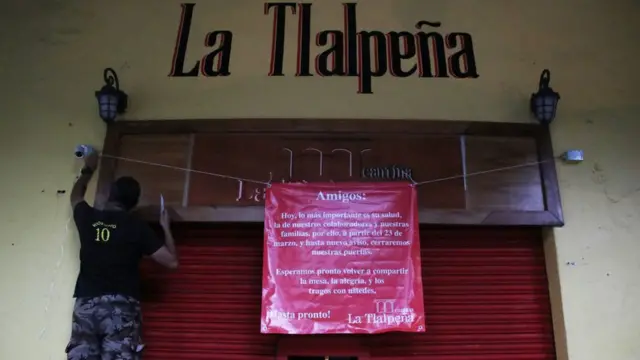 La Tlalpeña
cantina
10
Amigos:
Hoy, lo más importante es su salud,
la de nuestros colaboradores y nuestras
familias, por ello, a partir del 23 de
marzo, y hasta nuevo aviso, cerraremos
nuestras puertas.
Esperamos pronto volver a compartir
la mesa, la alegría, y los
tragos con ustedes.
¡Hasta pronto!
La Tlalpeña